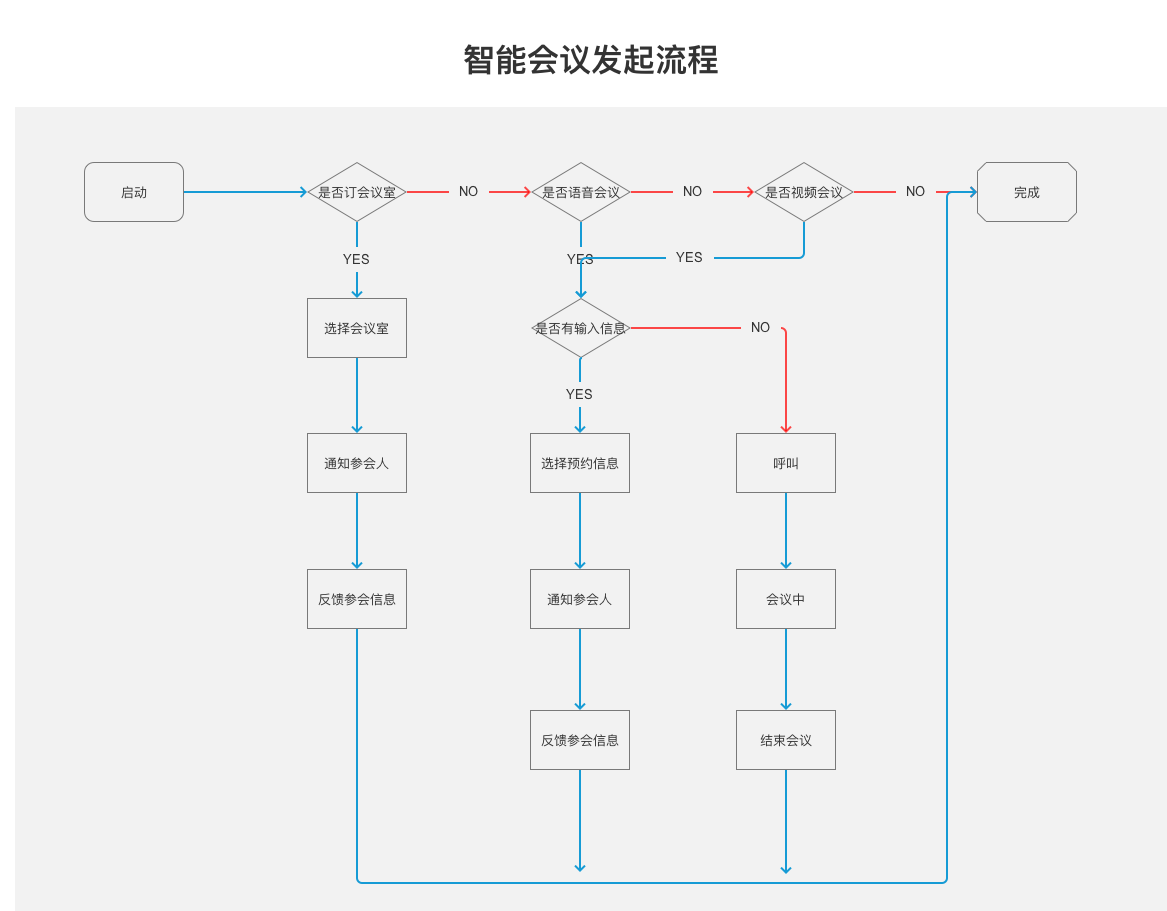 智能会议发起流程
启动
是否订会议室
NO
是否语音会议
NO
是否视频会议
NO
完成
YES
YES
YES
选择会议室
是否有输入信息
NO
YES
通知参会人
选择预约信息
呼叫
反馈参会信息
通知参会人
会议中
反馈参会信息
结束会议